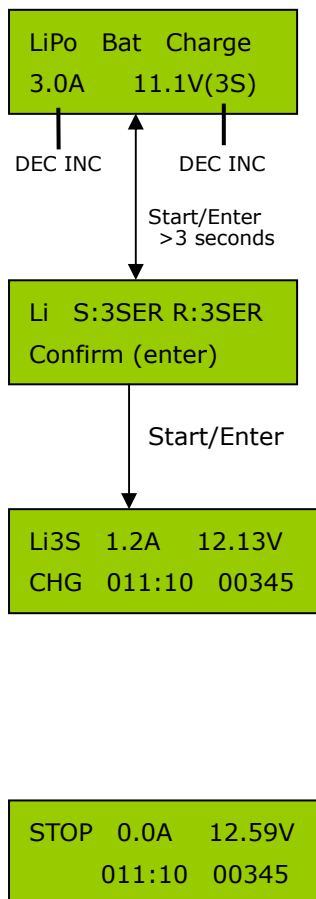 LiPo Bat Charge
3.0A 11.1V(3S)
DEC INC DEC INC
Start/Enter
>3 seconds
Li S:3SER R:3SER
Confirm (enter)
Start/Enter
Li3S 1.2A 12.13V
CHG 011:10 00345
STOP 0.0A 12.59V
011:10 00345